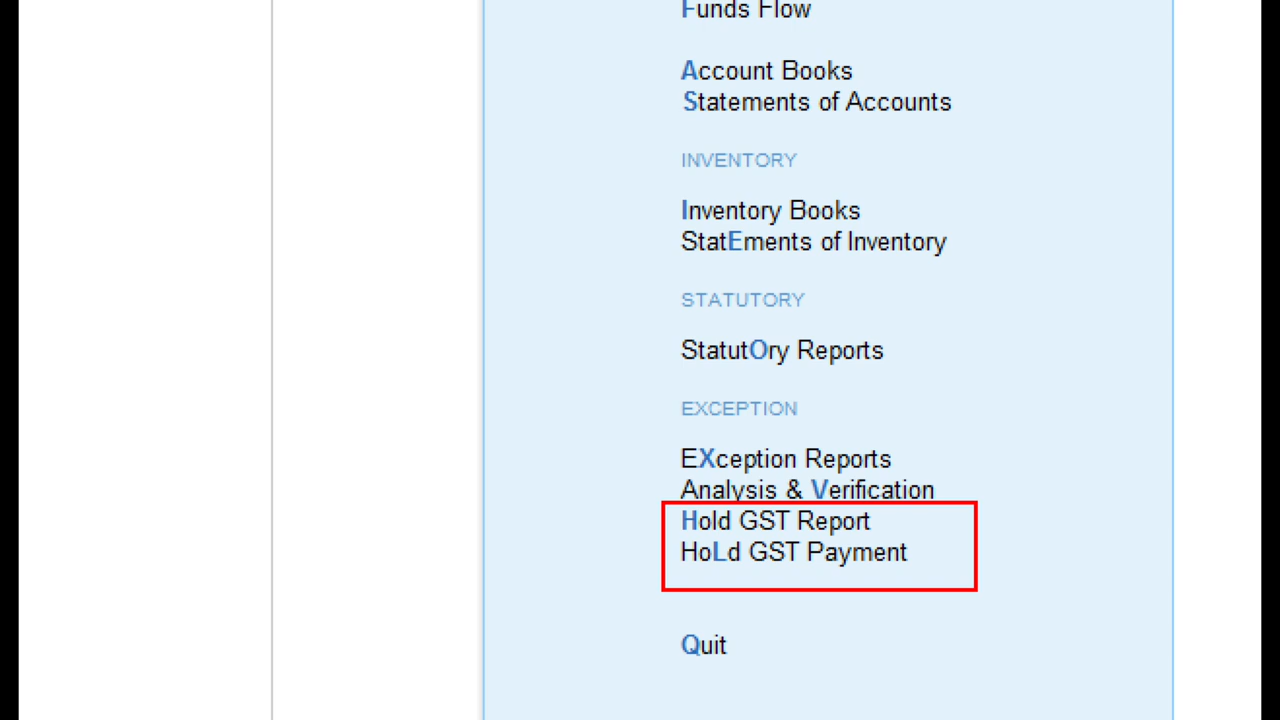 Funds Flow
Account Books
Statements of Accounts
INVENTORY
Inventory Books
StatEments of Inventory
STATUTORY
StatutOry Reports
EXCEPTION
EXception Reports
Analysis & Verification
Hold GST Report
HoLd GST Payment
Quit